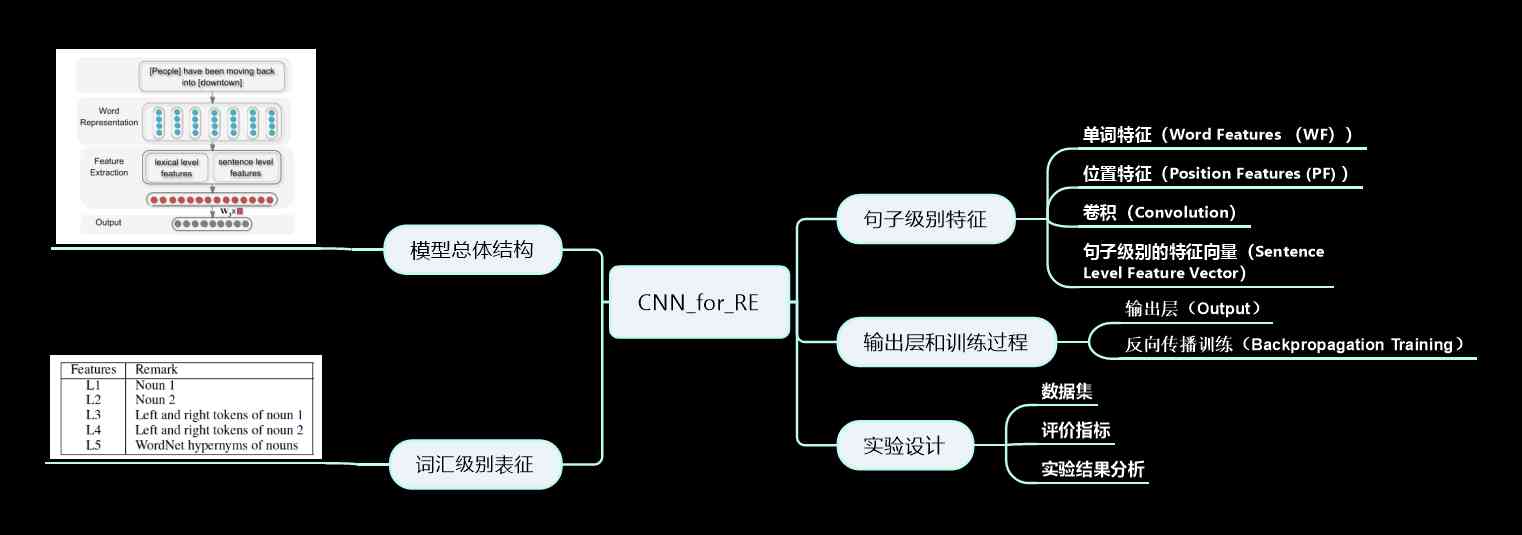 [People] have been moving back
into [downtown]
Word
Representation
Feature
Extraction
lexical level
features
sentence level
features
W₃x
Output
模型总体结构
Features Remark
L1 Noun 1
L2 Noun 2
L3 Left and right tokens of noun 1
L4 Left and right tokens of noun 2
L5 WordNet hypernyms of nouns
词汇级别表征
CNN_for_RE
句子级别特征
单词特征（Word Features （WF））
位置特征（Position Features (PF) ）
卷积（Convolution）
句子级别的特征向量（Sentence
Level Feature Vector）
输出层和训练过程
输出层（Output）
反向传播训练（Backpropagation Training）
实验设计
数据集
评价指标
实验结果分析